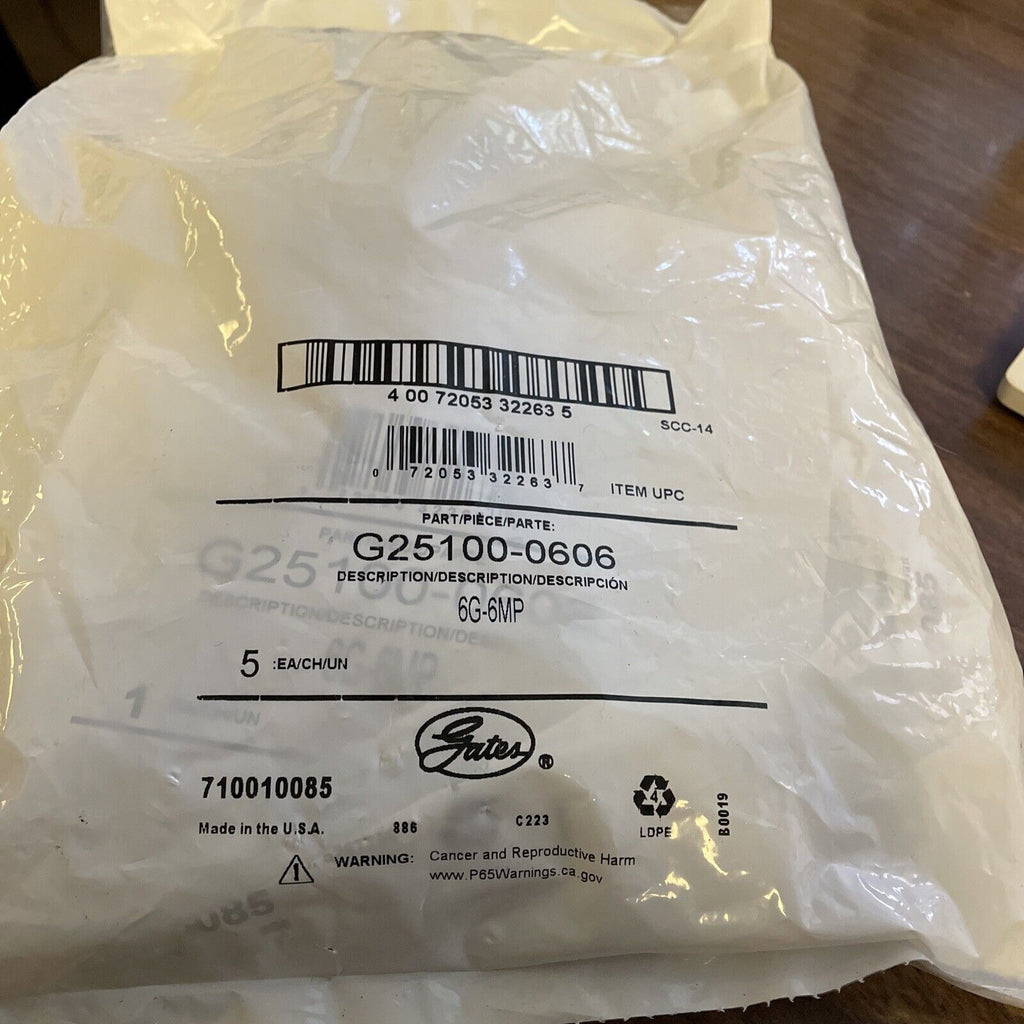 4 00 72053 32263 5
SCC-14
0 72053 32263 7
ITEM UPC
PART/PIÈCE/PARTE:
G25100-0606
DESCRIPTION/DESCRIPTION/DESCRIPCIÓN
6G-6MP
5 :EA/CH/UN
Gates ®
710010085
Made in the U.S.A. 886 C223
4
LDPE
B0019
WARNING: Cancer and Reproductive Harm
www.P65Warnings.ca.gov